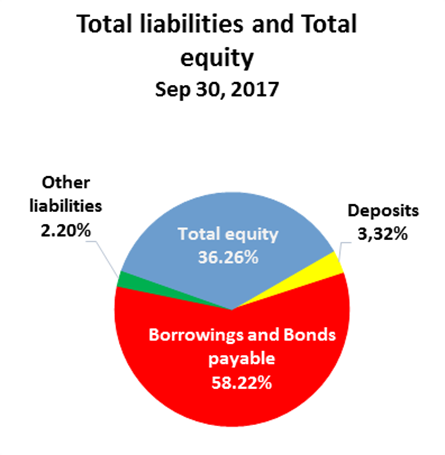 Total liabilities and Total
equity
Sep 30, 2017
Other
liabilities
2.20%
Total equity
36.26%
Deposits
3,32%
Borrowings and Bonds
payable
58.22%